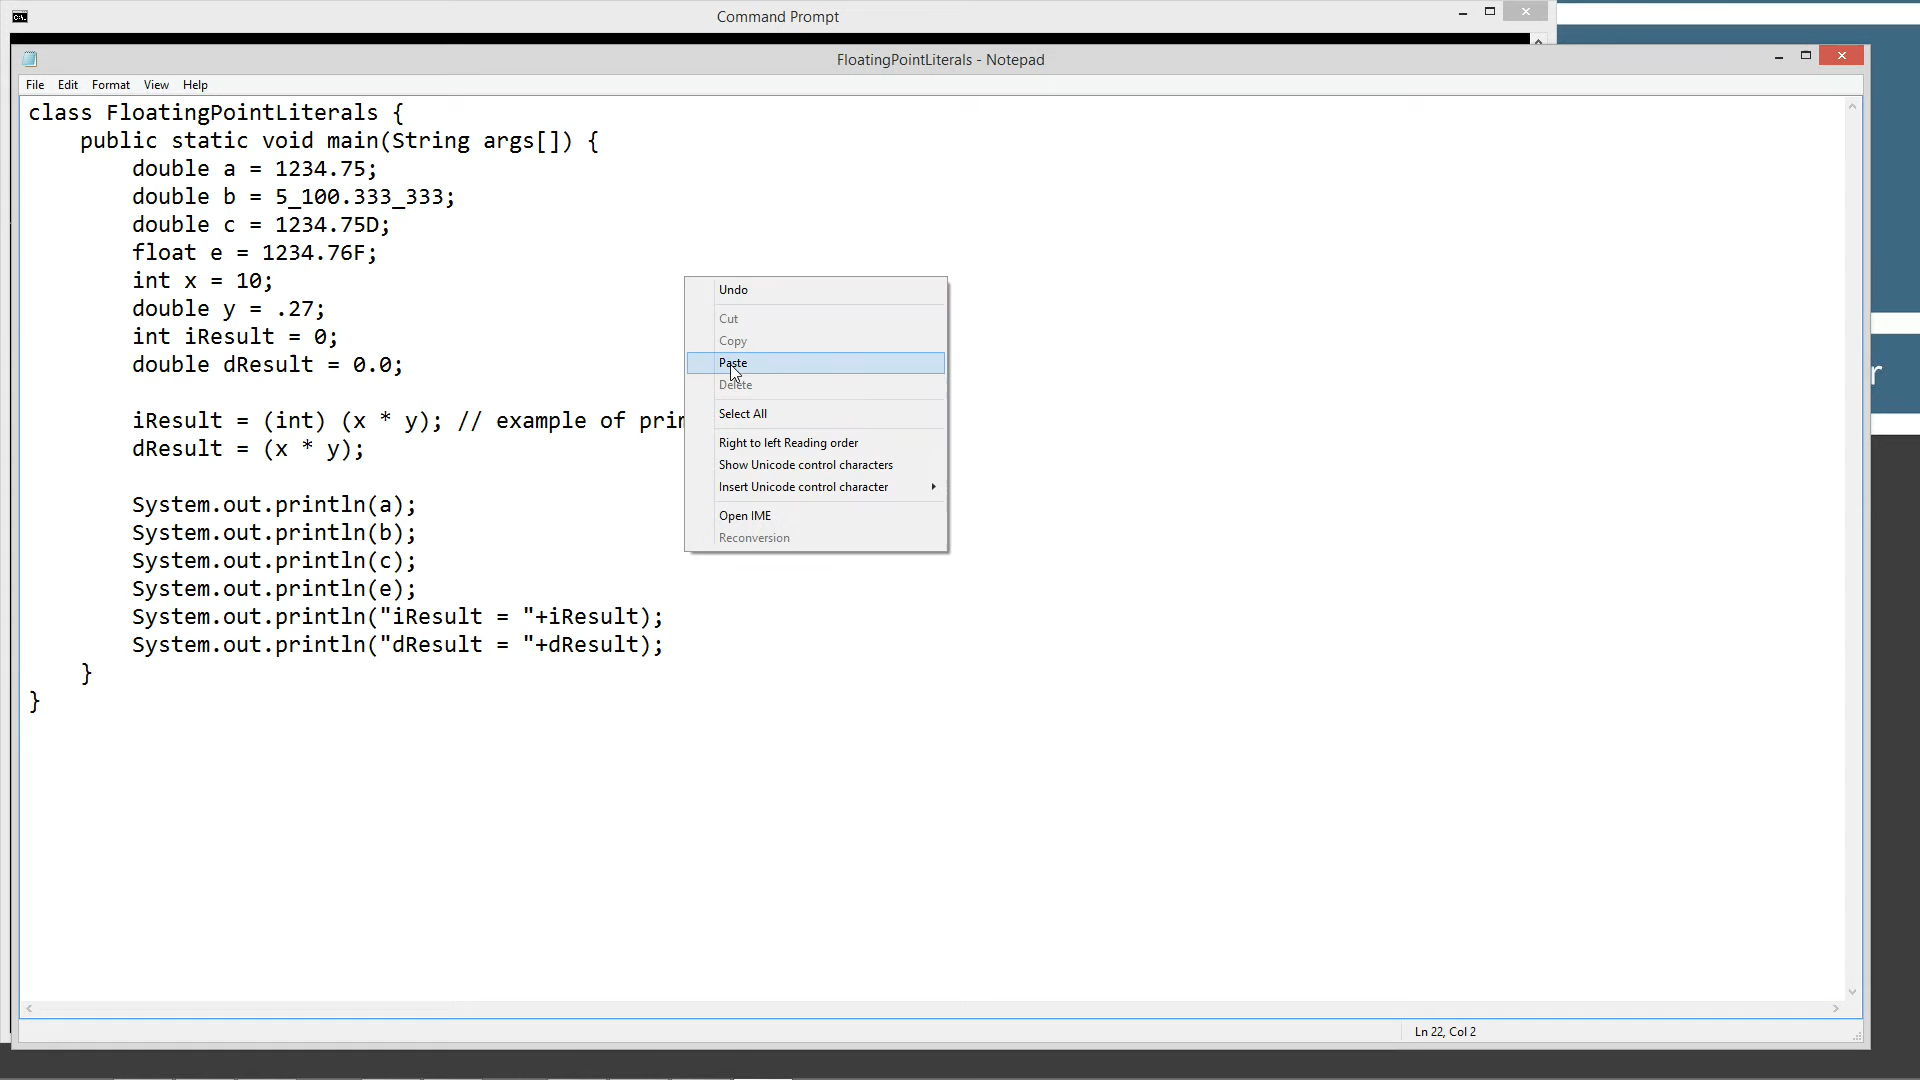 Command Prompt
FloatingPointLiterals - Notepad
File Edit Format View Help
class FloatingPointLiterals {
    public static void main(String args[]) {
        double a = 1234.75;
        double b = 5_100.333_333;
        double c = 1234.75D;
        float e = 1234.76F;
        int x = 10;
        double y = .27;
        int iResult = 0;
        double dResult = 0.0;
        iResult = (int) (x * y); // example of
        dResult = (x * y);
        System.out.println(a);
        System.out.println(b);
        System.out.println(c);
        System.out.println(e);
        System.out.println("iResult = "+iResult);
        System.out.println("dResult = "+dResult);
    }
}
Undo
Cut
Copy
Paste
Delete
Select All
Right to left Reading order
Show Unicode control characters
Insert Unicode control character
Open IME
Reconversion
r
Ln 22, Col 2